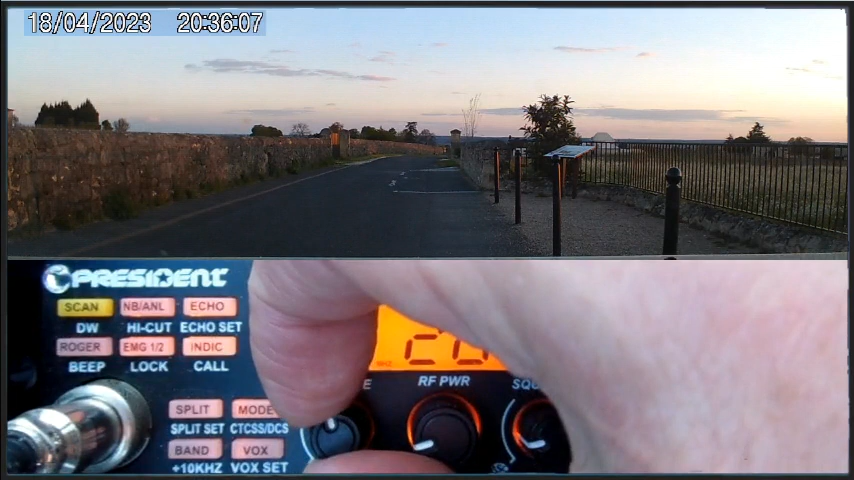 18/04/2023 20:36:07
PRESIDENT
SCAN NB/ANL ECHO
DW HI-CUT ECHO SET
ROGER EMG 1/2 INDIC
BEEP LOCK CALL
RF PWR
SPLIT MODE
SPLIT SET CTCSS/DCS
BAND VOX
+10KHZ VOX SET